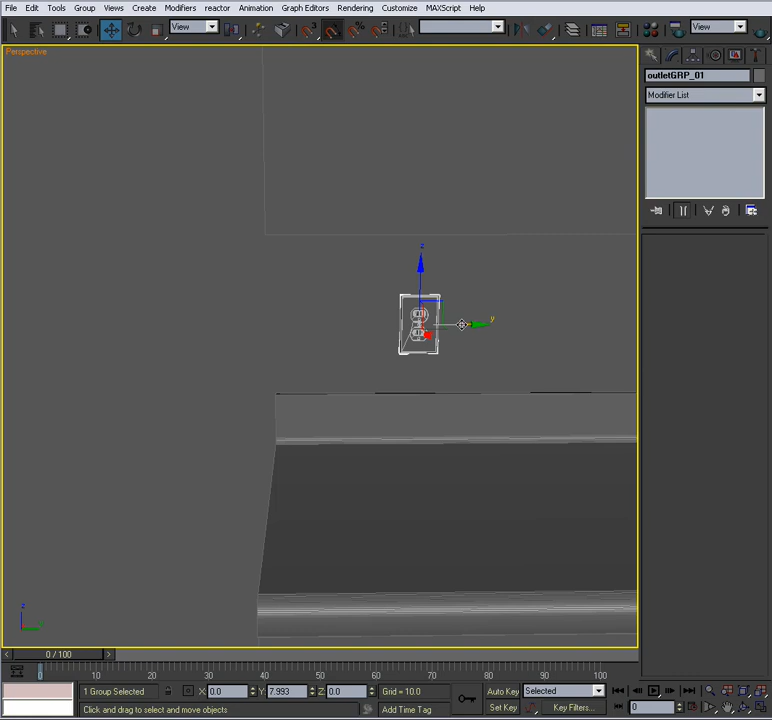 File Edit Tools Group Views Create Modifiers reactor Animation Graph Editors Rendering Customize MAXScript Help
View View
Perspective
outletGRP_01
Modifier List
z
y
z
0 / 100
0 10 20 30 40 50 60 70 80 90 100
1 Group Selected X: 0.0 Y: 7.993 Z: 0.0 Grid = 10.0 Auto Key Selected
Click and drag to select and move objects Add Time Tag Set Key Key Filters... 0